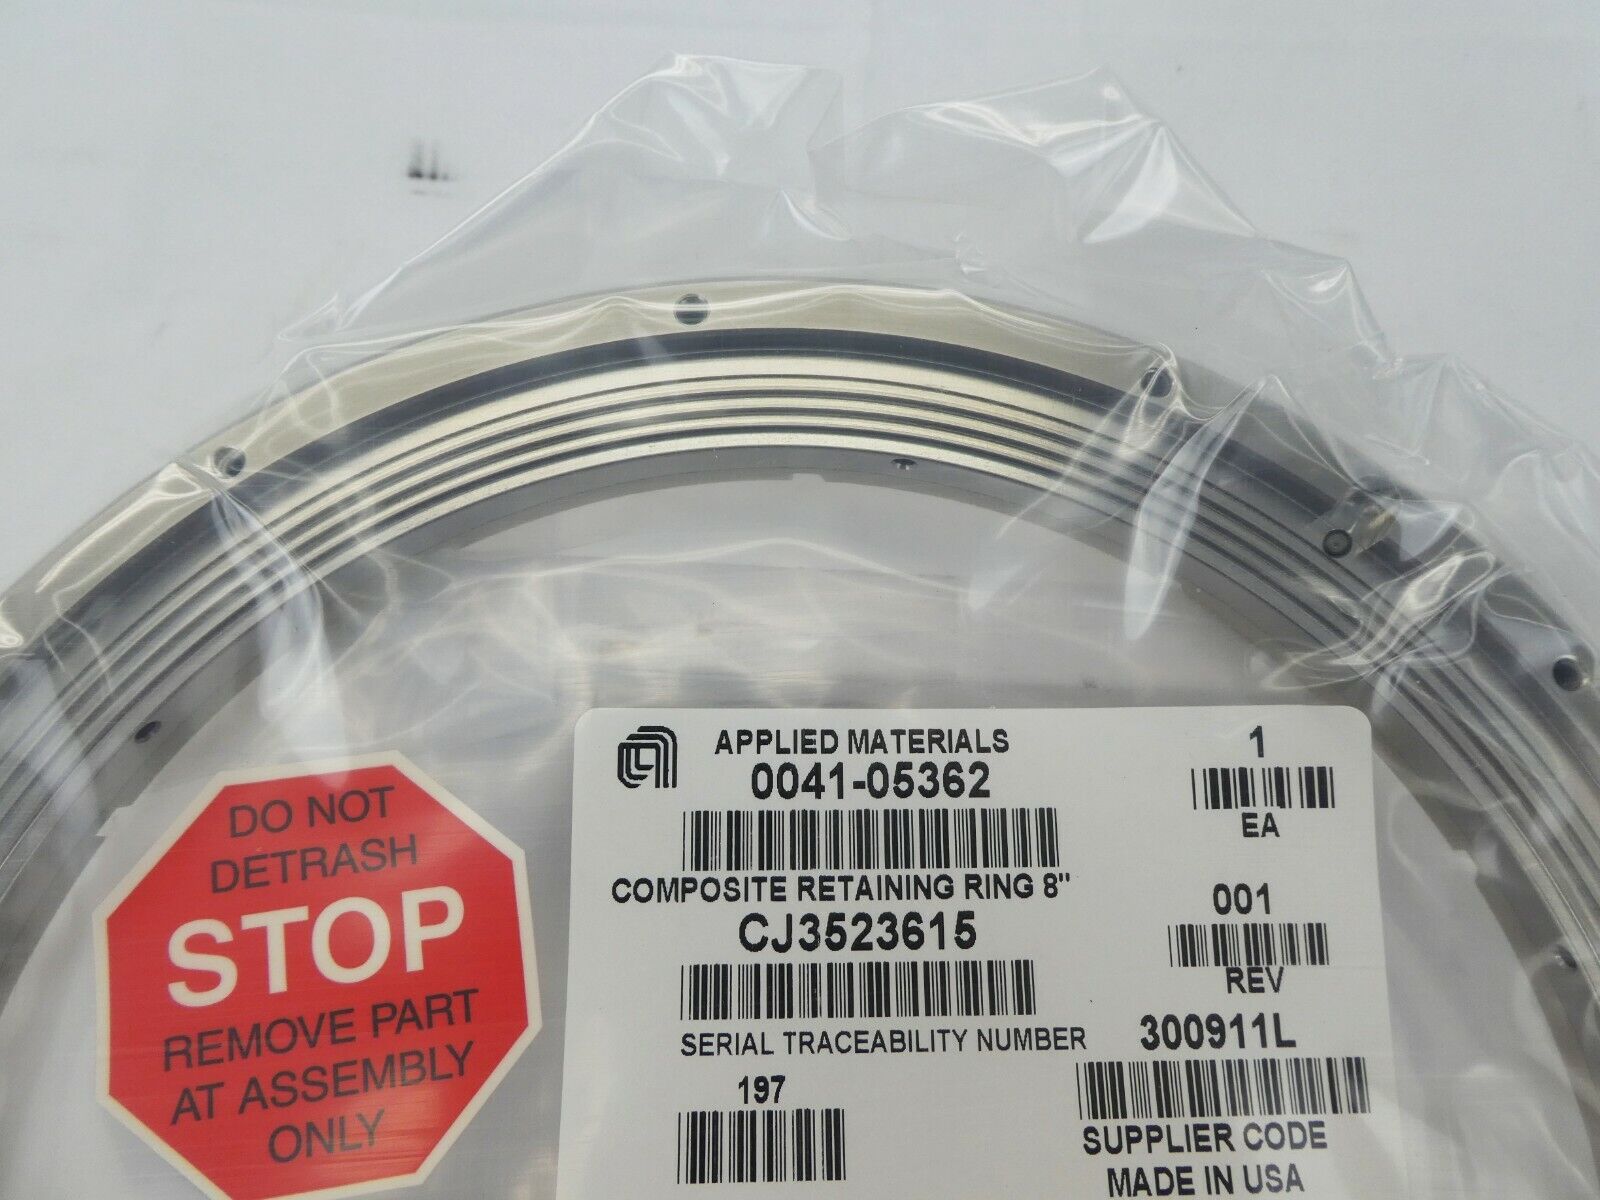 APPLIED MATERIALS
0041-05362
1
EA
COMPOSITE RETAINING RING 8"
CJ3523615
001
REV
SERIAL TRACEABILITY NUMBER
300911L
197
SUPPLIER CODE
MADE IN USA
DO NOT
DETRASH
STOP
REMOVE PART
AT ASSEMBLY
ONLY